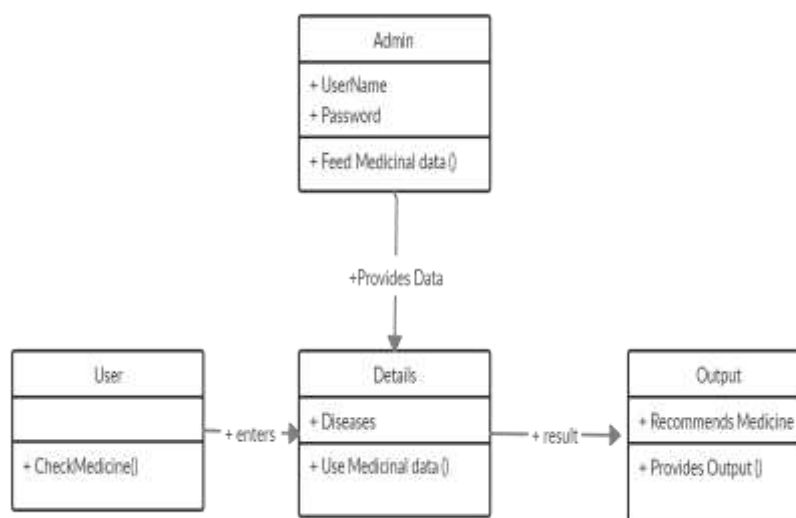 Admin
+ UserName
+ Password
+ Feed Medicinal data ()
+Provides Data
User
+ CheckMedicine()
+ enters
Details
+ Diseases
+ Use Medicinal data ()
+ result
Output
+ Recommends Medicine
+ Provides Output ()